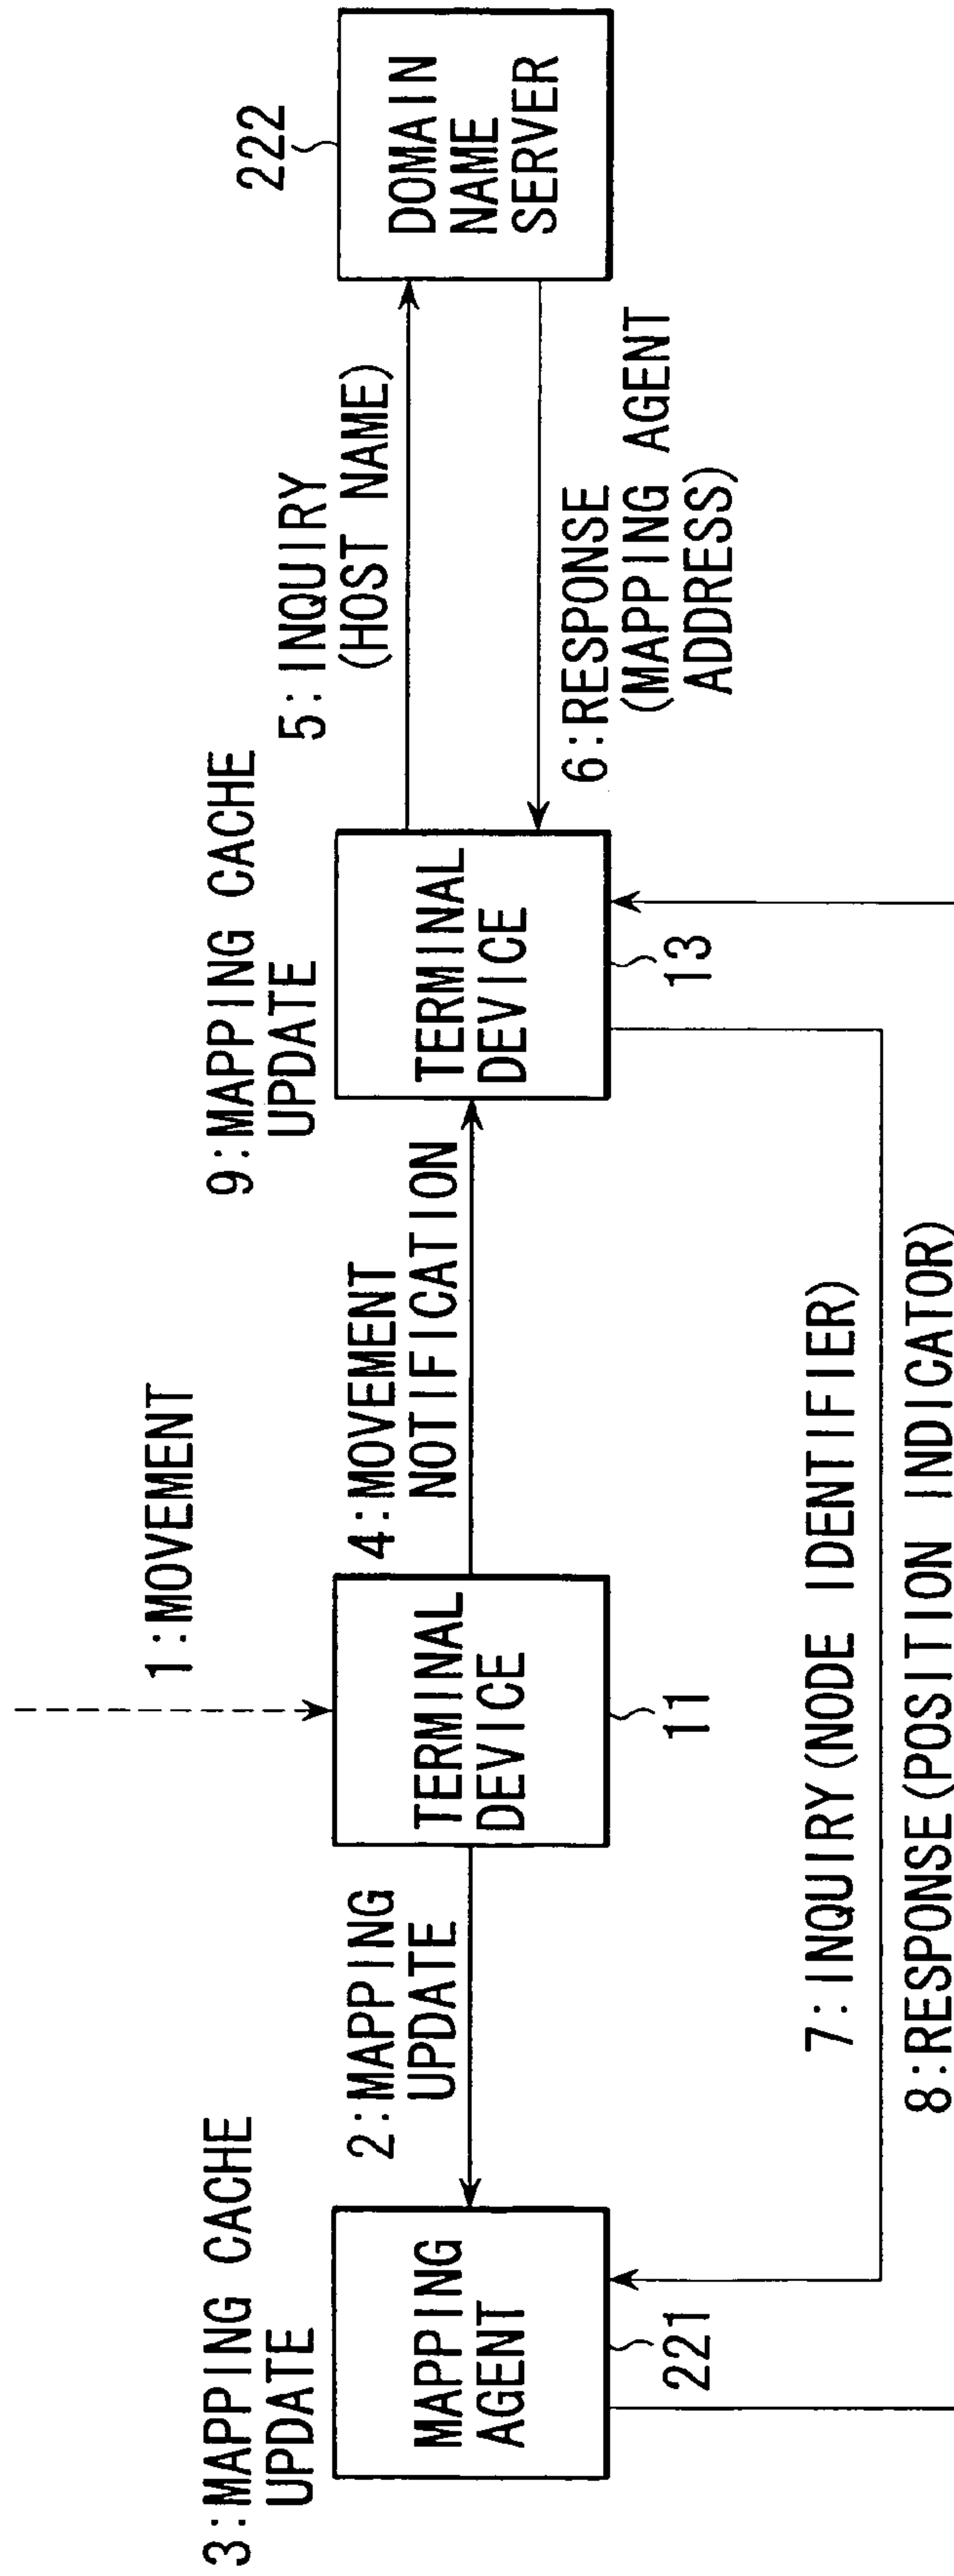 3:MAPPING CACHE
UPDATE
MAPPING
AGENT
221
2:MAPPING
UPDATE
1:MOVEMENT
TERMINAL
DEVICE
11
4:MOVEMENT
NOTIFICATION
9:MAPPING CACHE
UPDATE
TERMINAL
DEVICE
13
5:INQUIRY
(HOST NAME)
6:RESPONSE
(MAPPING AGENT
ADDRESS)
222
DOMAIN
NAME
SERVER
7:INQUIRY(NODE IDENTIFIER)
8:RESPONSE(POSITION INDICATOR)